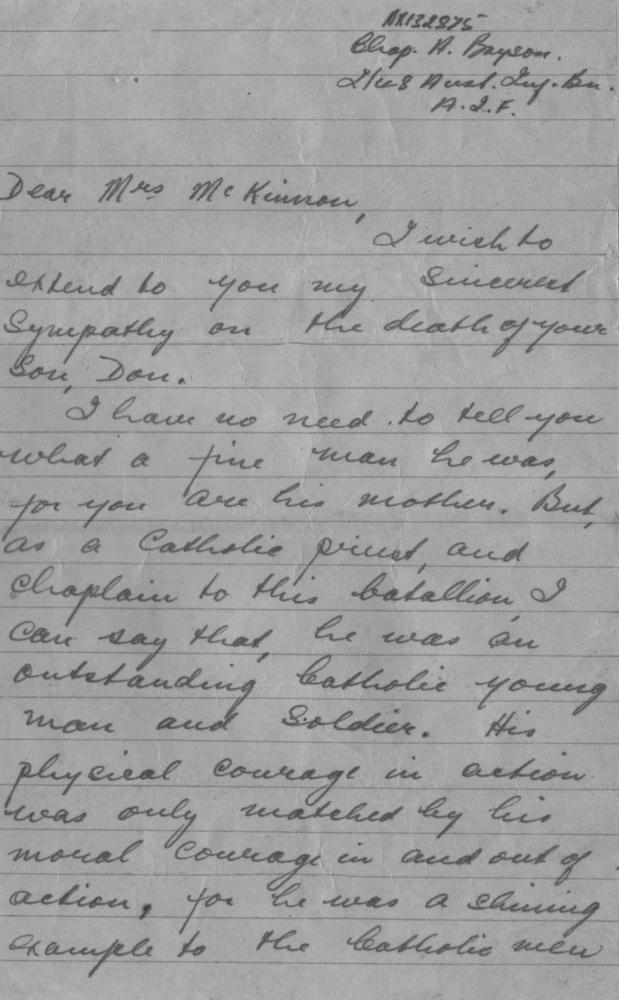 NX132875
Chap. A. Bryson.
2/48 Aust. Inf. Bn.
A.I.F.
Dear Mrs McKinnon,
I wish to
extend to you my sincerest
sympathy on the death of your
son, Don.
I have no need to tell you
what a fine man he was,
for you are his mother. But,
as a Catholic priest, and
chaplain to this batallion, I
can say that, he was an
outstanding Catholic young
man and soldier. His
physical courage in action
was only matched by his
moral courage in and out of
action, for he was a shining
example to the Catholic men